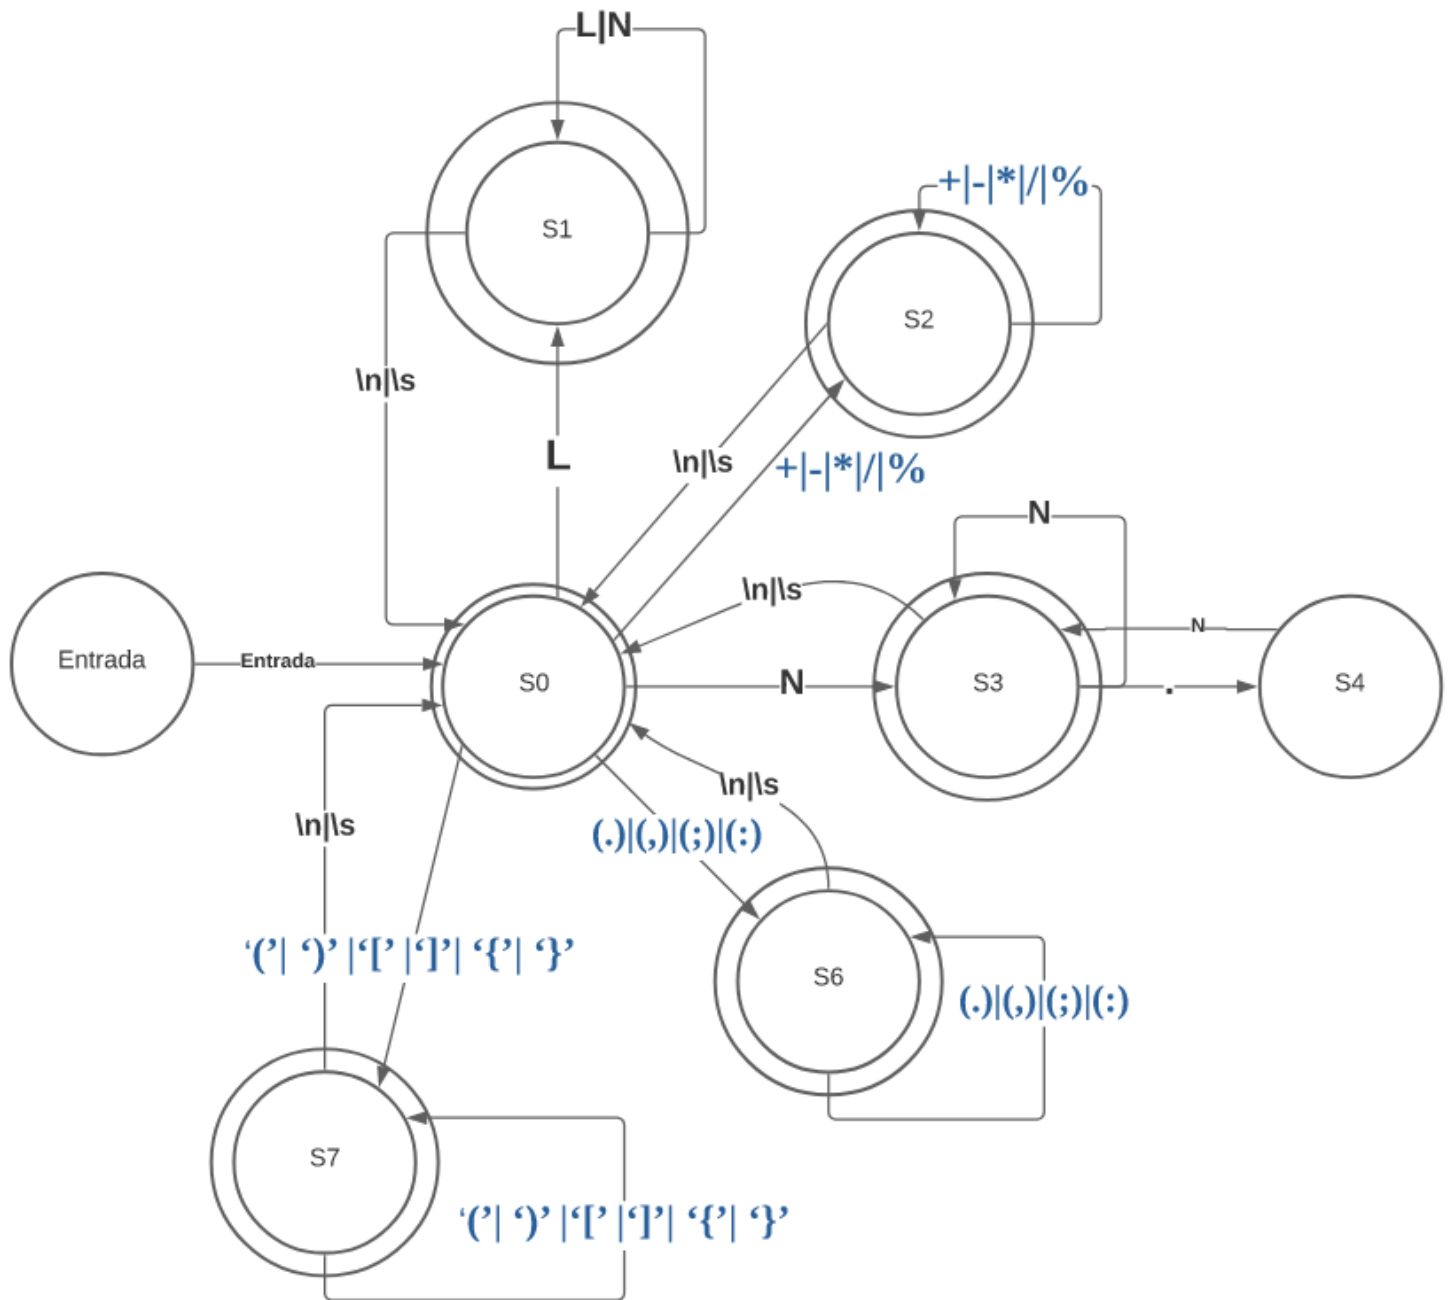 L|N
+|-|*|/|%
S1
S2
\n|\s
L
\n|\s
+|-|*|/|%
N
\n|\s
N
Entrada
Entrada
S0
N
S3
.
S4
\n|\s
\n|\s
(.)|(,)|(;)|(:)
‘(’| ‘)’ |‘[’ |‘]’| ‘{’| ‘}’
S6
(.)|(,)|(;)|(:)
S7
‘(’| ‘)’ |‘[’ |‘]’| ‘{’| ‘}’